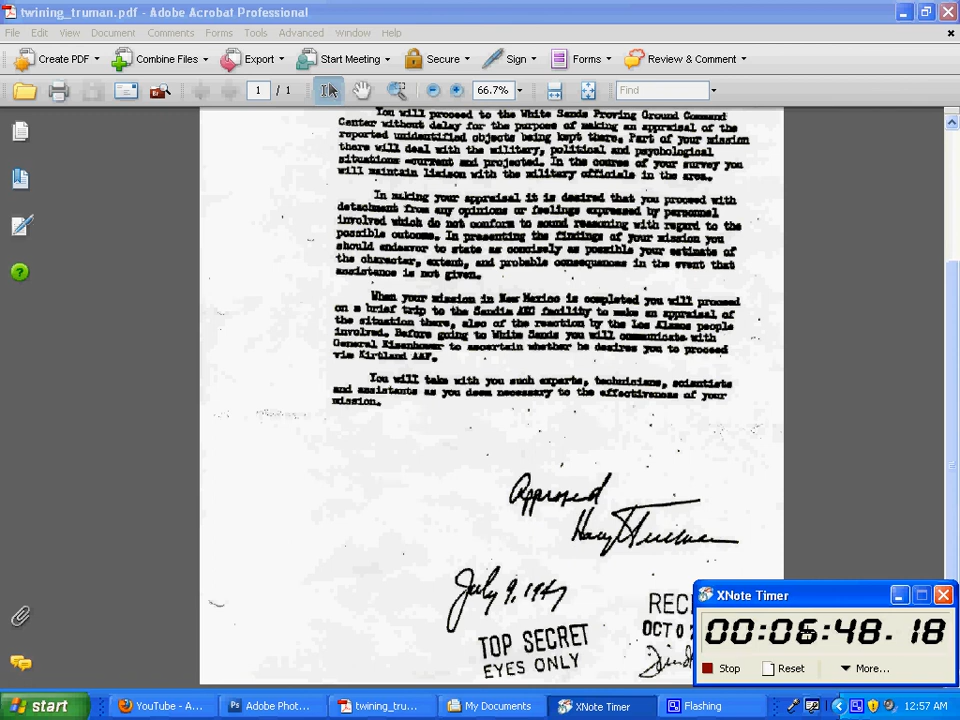 twining_truman.pdf - Adobe Acrobat Professional
File Edit View Document Comments Forms Tools Advanced Window Help
Create PDF Combine Files Export Start Meeting Secure Sign Forms Review & Comment
1 / 1 66.7% Find
You will proceed to the White Sands Proving Ground Command
Center without delay for the purpose of making an appraisal of the
reported unidentified objects being kept there. Part of your mission
there will deal with the military, political and psychological
situations -current and projected. In the course of your survey you
will maintain liaison with the military officials in the area.
In making your appraisal it is desired that you proceed with
detachment from any opinions or feelings expressed by personnel
involved which do not conform to sound reasoning with regard to the
possible outcome. In presenting the findings of your mission you
should endeavor to state as concisely as possible your estimate of
the character, extent, and probable consequences in the event that
assistance is not given.
When your mission in New Mexico is completed you will proceed
on a brief trip to the Sandia AEC facility to make an appraisal of
the situation there, also of the reaction by the Los Alamos people
involved. Before going to White Sands you will communicate with
General Eisenhower to ascertain whether he desires you to proceed
via Kirtland AAF.
You will take with you such experts, technicians, scientists
and assistants as you deem necessary to the effectiveness of your
mission.
Approved
Harry Truman
July 9, 1947
TOP SECRET
EYES ONLY
REC
OCT 0
XNote Timer
00:06:48.18
Stop Reset More...
start YouTube - A... Adobe Phot... twining_tru... My Documents XNote Timer Flashing 12:57 AM